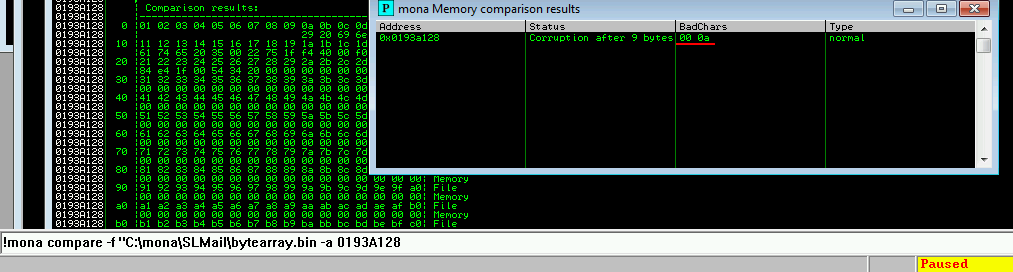 0193A128 Comparison results:
0193A128
0193A128 0 01 02 03 04 05 06 07 08 09 0a 0b 0c 0d
0193A128 29 20 69 6e
0193A128 10 11 12 13 14 15 16 17 18 19 1a 1b 1c 1d
0193A128 61 74 65 20 35 00 22 75 1f f4 40 00 f0
0193A128 20 21 22 23 24 25 26 27 28 29 2a 2b 2c 2d
0193A128 84 e4 1f 00 54 34 20 00 00 00 00 00 00
0193A128 30 31 32 33 34 35 36 37 38 39 3a 3b 3c 3d
0193A128 00 00 00 00 00 00 00 00 00 00 00 00 00
0193A128 40 41 42 43 44 45 46 47 48 49 4a 4b 4c 4d
0193A128 00 00 00 00 00 00 00 00 00 00 00 00 00
0193A128 50 51 52 53 54 55 56 57 58 59 5a 5b 5c 5d
0193A128 00 00 00 00 00 00 00 00 00 00 00 00 00
0193A128 60 61 62 63 64 65 66 67 68 69 6a 6b 6c 6d
0193A128 00 00 00 00 00 00 00 00 00 00 00 00 00
0193A128 70 71 72 73 74 75 76 77 78 79 7a 7b 7c 7d
0193A128 00 00 00 00 00 00 00 00 00 00 00 00 00
0193A128 80 81 82 83 84 85 86 87 88 89 8a 8b 8c 8d
0193A128 00 00 00 00 00 00 00 00 00 00 00 00 00 00 00 00 Memory
0193A128 90 91 92 93 94 95 96 97 98 99 9a 9b 9c 9d 9e 9f a0 File
0193A128 00 00 00 00 00 00 00 00 00 00 00 00 00 00 00 00 Memory
0193A128 a0 a1 a2 a3 a4 a5 a6 a7 a8 a9 aa ab ac ad ae af b0 File
0193A128 00 00 00 00 00 00 00 00 00 00 00 00 00 00 00 00 Memory
0193A128 b0 b1 b2 b3 b4 b5 b6 b7 b8 b9 ba bb bc bd be bf c0 File
P mona Memory comparison results
Address Status BadChars Type
0x0193a128 Corruption after 9 bytes 00 0a normal
!mona compare -f "C:\mona\SLMail\bytearray.bin -a 0193A128
Paused